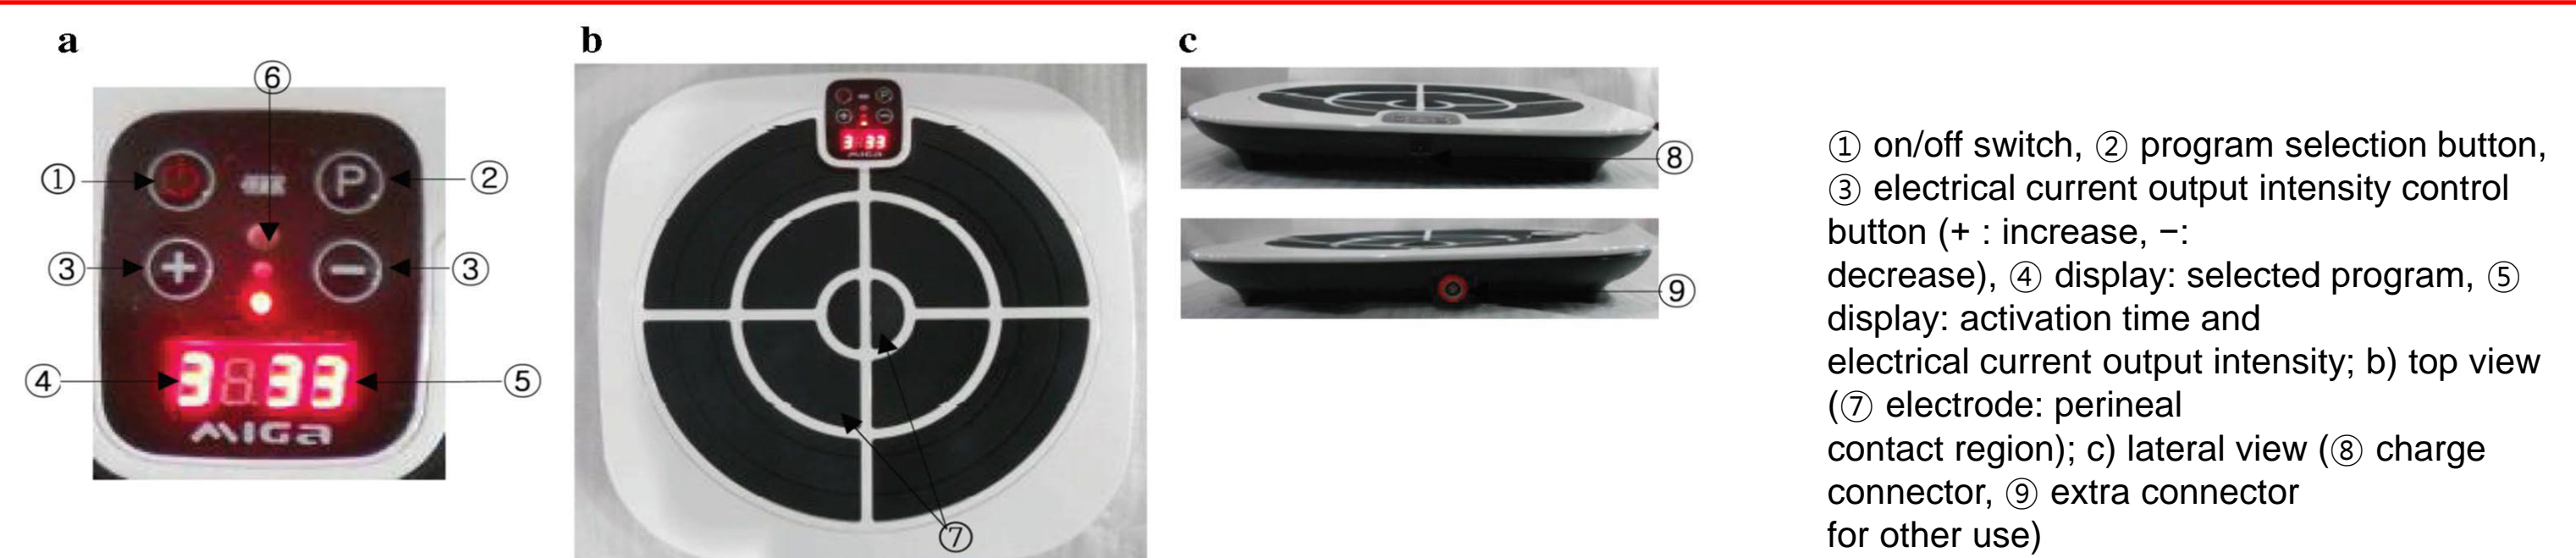 a
b
c
⑥
①
②
P
③
+
−
③
④
3 33
⑤
MIGa
P
+
−
3 33
MIGa
⑦
⑧
⑨
① on/off switch, ② program selection button,
③ electrical current output intensity control
button (+ : increase, −:
decrease), ④ display: selected program, ⑤
display: activation time and
electrical current output intensity; b) top view
(⑦ electrode: perineal
contact region); c) lateral view (⑧ charge
connector, ⑨ extra connector
for other use)